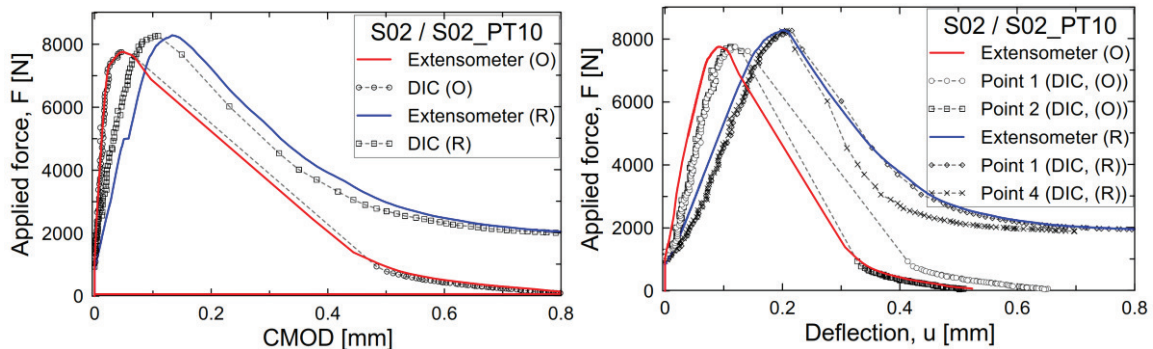 S02 / S02_PT10
Extensometer (O)
DIC (O)
Extensometer (R)
DIC (R)
Applied force, F [N]
8000
6000
4000
2000
0
0
0.2
0.4
0.6
0.8
CMOD [mm]
S02 / S02_PT10
Extensometer (O)
Point 1 (DIC, (O))
Point 2 (DIC, (O))
Extensometer (R)
Point 1 (DIC, (R))
Point 4 (DIC, (R))
Applied force, F [N]
8000
6000
4000
2000
0
0
0.2
0.4
0.6
0.8
Deflection, u [mm]